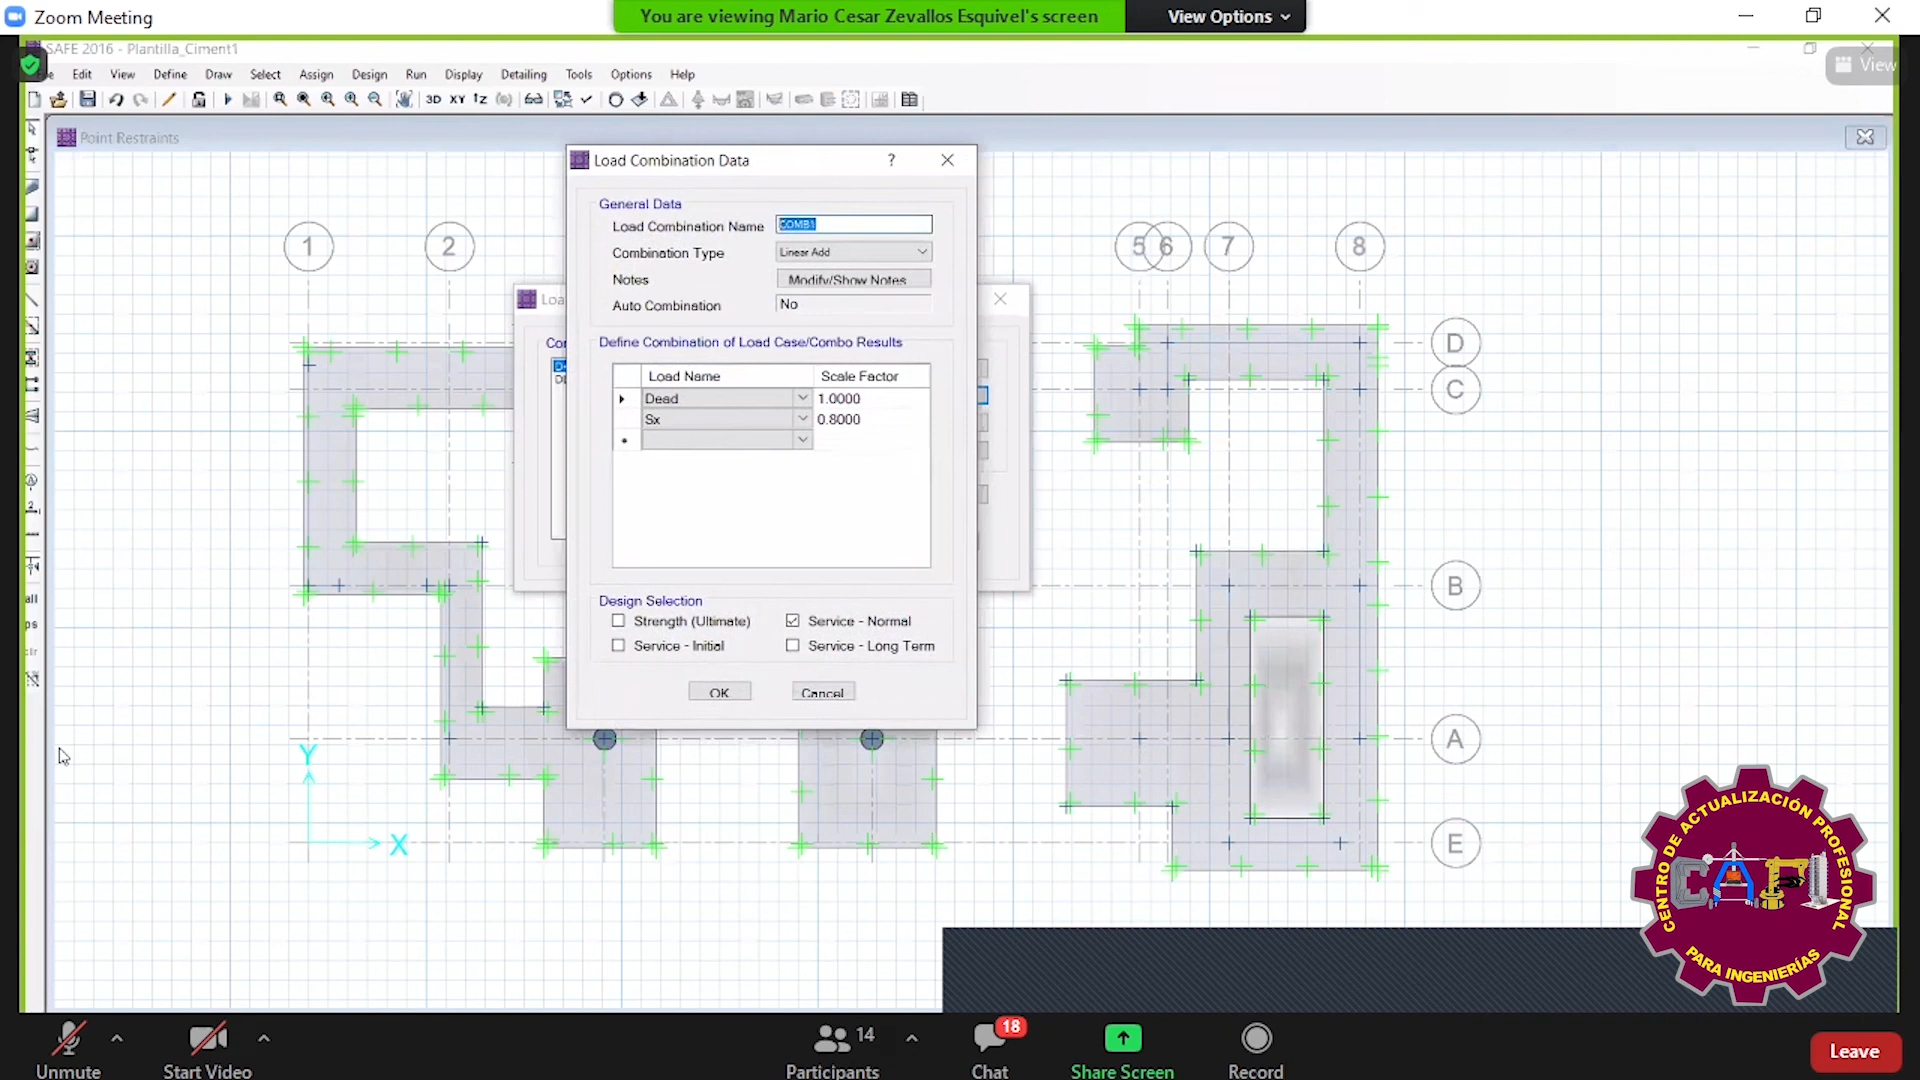 Zoom Meeting
You are viewing Mario Cesar Zevallos Esquivel's screen
View Options
SAFE 2016 - Plantilla_Ciment1
View
Edit View Define Draw Select Assign Design Run Display Detailing Tools Options Help
3D XY
Point Restraints
Load Combination Data
?
General Data
Load Combination Name COMB1
Combination Type Linear Add
Notes Modify/Show Notes
Auto Combination No
Define Combination of Load Case/Combo Results
Load Name Scale Factor
Dead 1.0000
Sx 0.8000
Design Selection
Strength (Ultimate) Service - Normal
Service - Initial Service - Long Term
OK Cancel
1 2 5 6 7 8
D
C
B
A
E
Y
X
CENTRO DE ACTUALIZACIÓN PROFESIONAL
CAPI
PARA INGENIERÍAS
Unmute
Start Video
14
Participants
18
Chat
Share Screen
Record
Leave